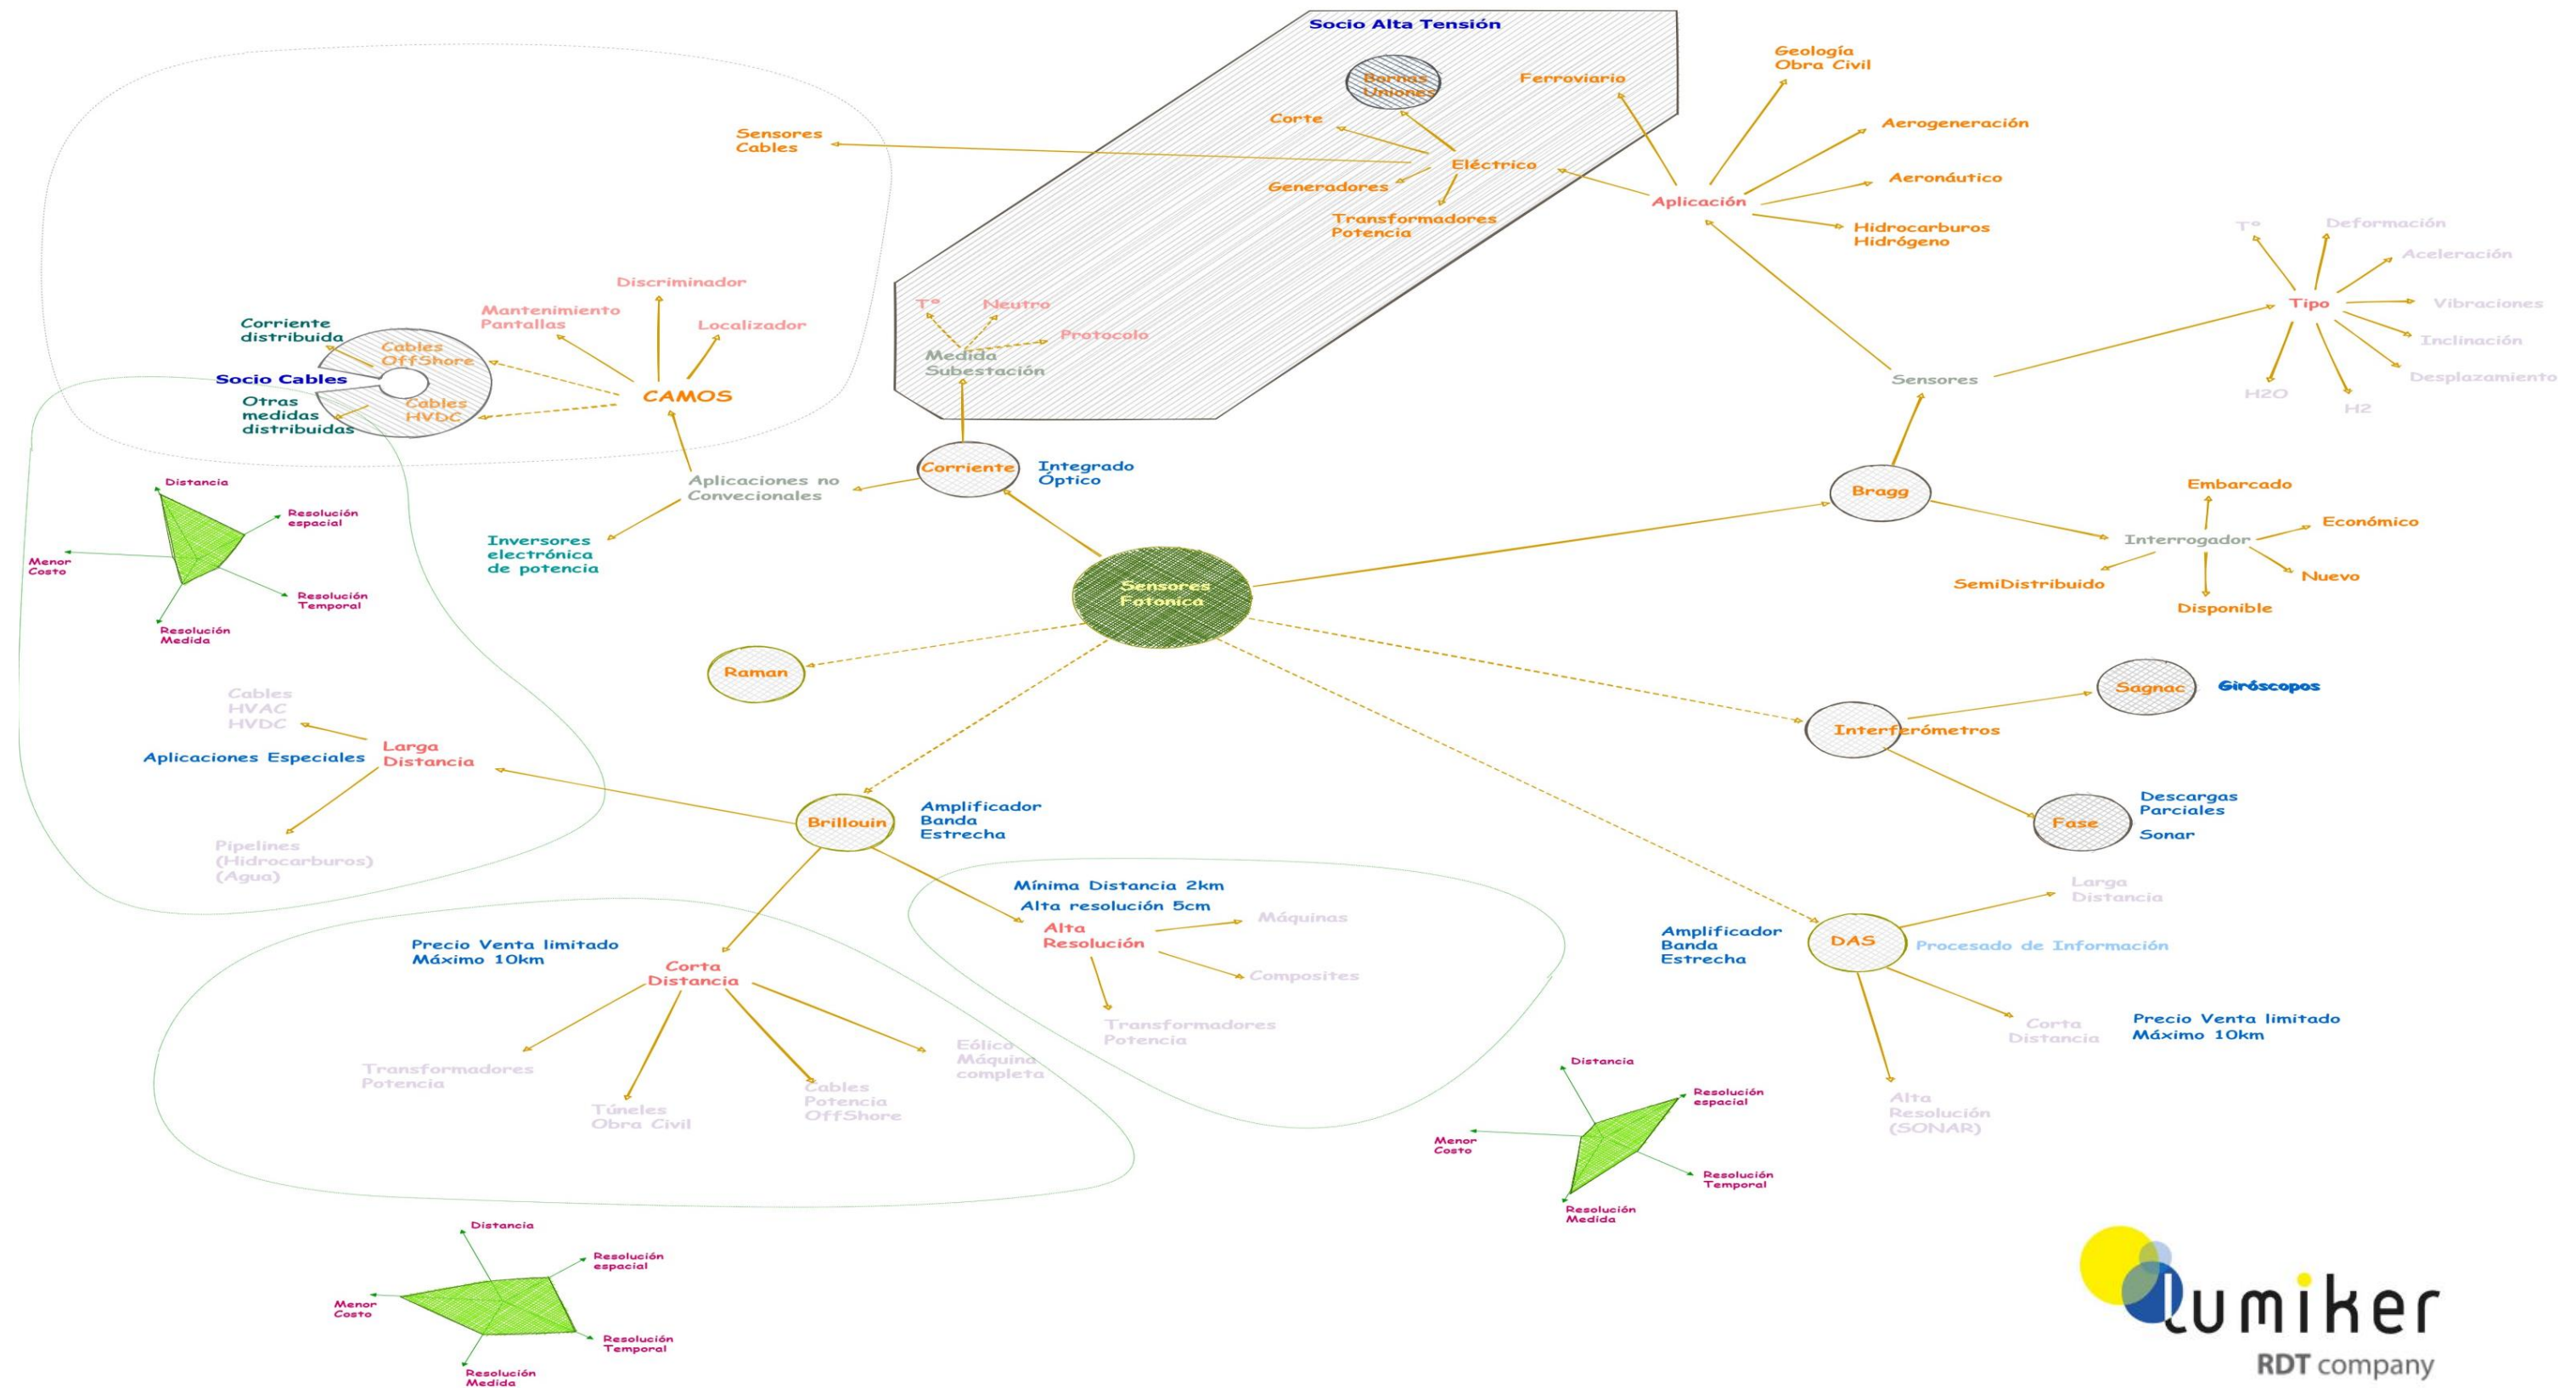 Socio Alta Tensión
Bornas
Uniones
Ferroviario
Geología
Obra Civil
Corte
Aerogeneración
Sensores
Cables
Eléctrico
Generadores
Aeronáutico
Aplicación
Transformadores
Potencia
Hidrocarburos
Hidrógeno
Tº
Deformación
Aceleración
Tipo
Vibraciones
Inclinación
Desplazamiento
H2O
H2
Discriminador
Mantenimiento
Pantallas
Localizador
Tº
Neutro
Protocolo
Medida
Subestación
Corriente
distribuida
Cables
OffShore
Socio Cables
Otras
medidas
distribuidas
Cables
HVDC
CAMOS
Sensores
Corriente
Integrado
Óptico
Aplicaciones no
Convecionales
Bragg
Embarcado
Económico
Interrogador
Nuevo
SemiDistribuido
Disponible
Distancia
Resolución
espacial
Menor
Costo
Resolución
Temporal
Resolución
Medida
Inversores
electrónica
de potencia
Sensores
Fotonica
Raman
Sagnac
Giróscopos
Interferómetros
Cables
HVAC
HVDC
Aplicaciones Especiales
Larga
Distancia
Pipelines
(Hidrocarburos)
(Agua)
Brillouin
Amplificador
Banda
Estrecha
Fase
Descargas
Parciales
Sonar
Mínima Distancia 2km
Alta resolución 5cm
Alta
Resolución
Máquinas
Composites
Transformadores
Potencia
Larga
Distancia
Amplificador
Banda
Estrecha
DAS
Procesado de Información
Corta
Distancia
Precio Venta limitado
Máximo 10km
Alta
Resolución
(SONAR)
Precio Venta limitado
Máximo 10km
Corta
Distancia
Transformadores
Potencia
Túneles
Obra Civil
Cables
Potencia
OffShore
Eólico
Máquina
completa
Distancia
Resolución
espacial
Menor
Costo
Resolución
Temporal
Resolución
Medida
Distancia
Resolución
espacial
Menor
Costo
Resolución
Temporal
Resolución
Medida
lumiker
RDT company